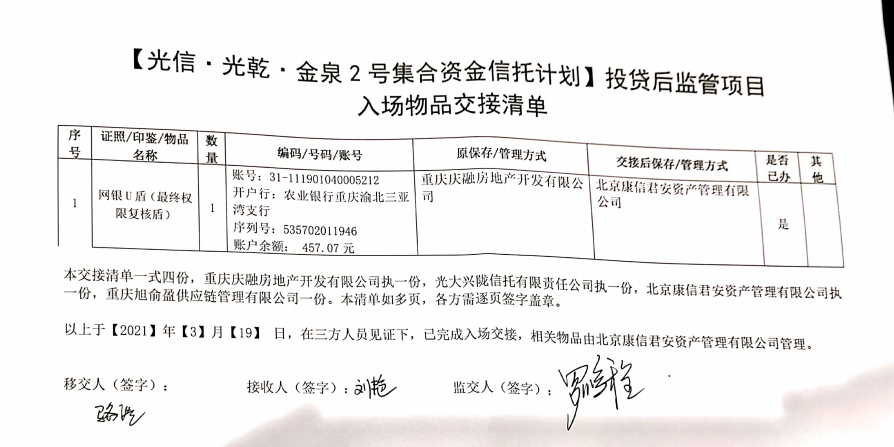 【光信·光乾·金泉2号集合资金信托计划】投贷后监管项目
入场物品交接清单
序号 证照/印鉴/物品名称 数量 编码/号码/账号 原保存/管理方式 交接后保存/管理方式 是否已办 其他
1 网银U盾（最终权限复核盾） 1 账号：31-111901040005212 重庆庆融房地产开发有限公司 北京康信君安资产管理有限公司 是
开户行：农业银行重庆渝北三亚
湾支行
序列号：535702011946
账户余额： 457.07 元
本交接清单一式四份，重庆庆融房地产开发有限公司执一份，光大兴陇信托有限责任公司执一份，北京康信君安资产管理有限公司执
一份，重庆旭俞盈供应链管理有限公司一份。本清单如多页，各方需逐页签字盖章。
以上于【2021】年【3】月【19】 日，在三方人员见证下，已完成入场交接，相关物品由北京康信君安资产管理有限公司管理。
移交人（签字）： 接收人（签字）：刘艳 监交人（签字）：